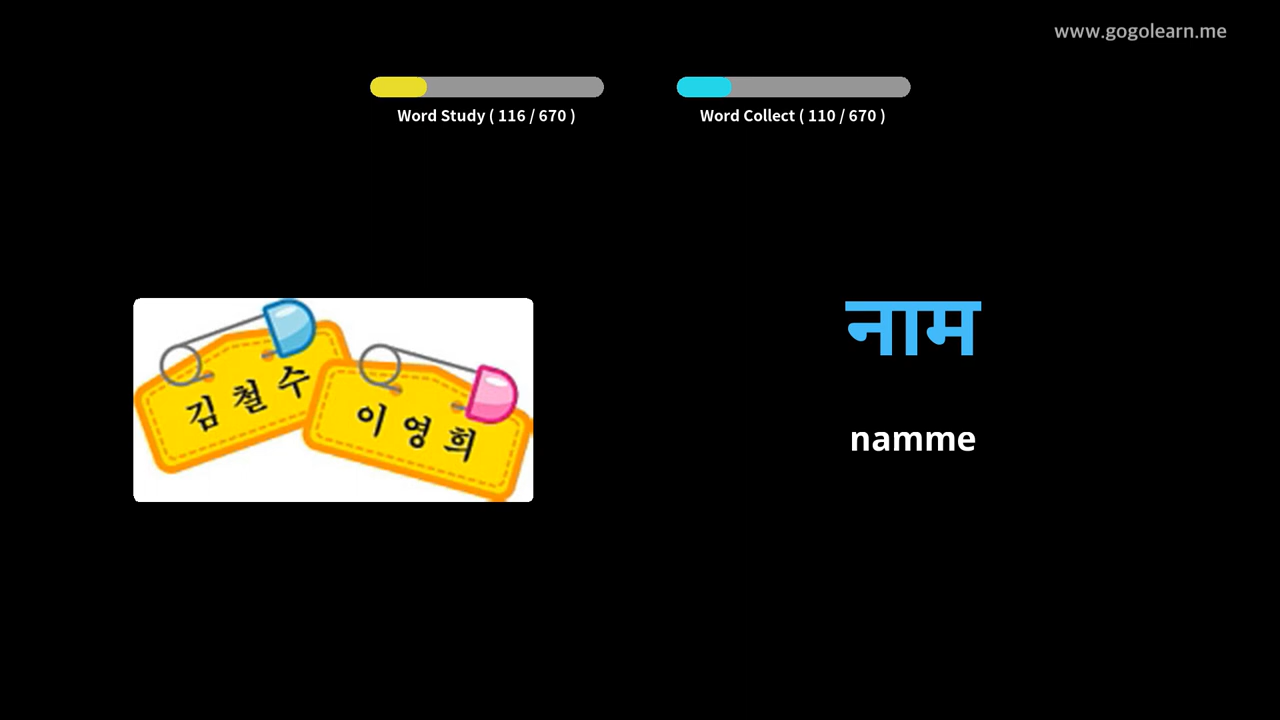 www.gogolearn.me
Word Study ( 116 / 670 )
Word Collect ( 110 / 670 )
김철수
이영희
नाम
namme